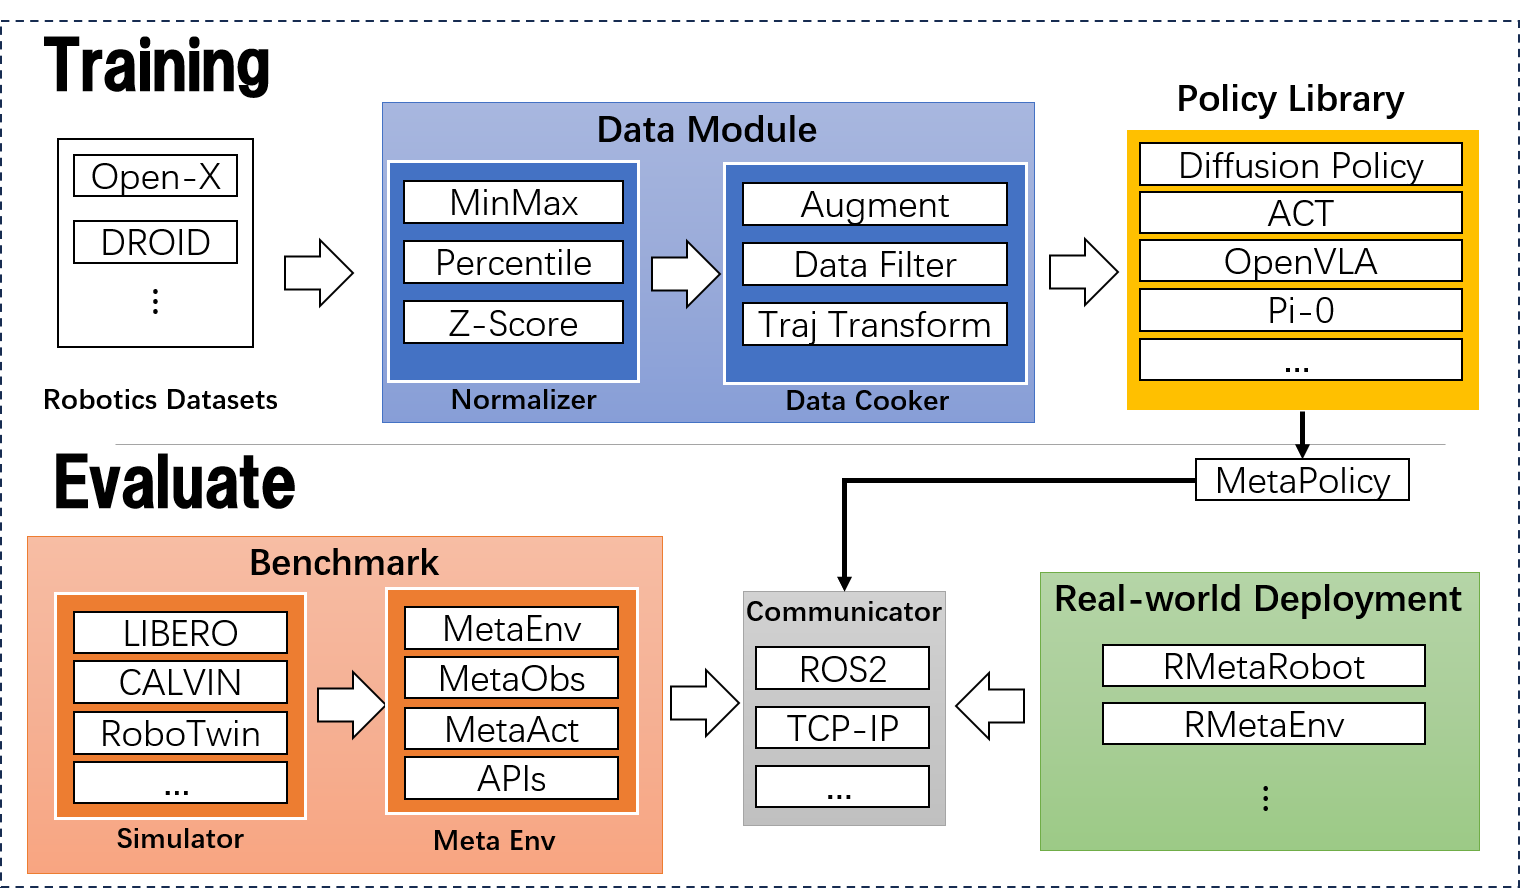 Training
Open-X
DROID
⋮
Robotics Datasets
Data Module
MinMax
Percentile
Z-Score
Normalizer
Augment
Data Filter
Traj Transform
Data Cooker
Policy Library
Diffusion Policy
ACT
OpenVLA
Pi-0
...
MetaPolicy
Evaluate
Benchmark
LIBERO
CALVIN
RoboTwin
...
Simulator
MetaEnv
MetaObs
MetaAct
APIs
Meta Env
Communicator
ROS2
TCP-IP
...
Real-world Deployment
RMetaRobot
RMetaEnv
⋮